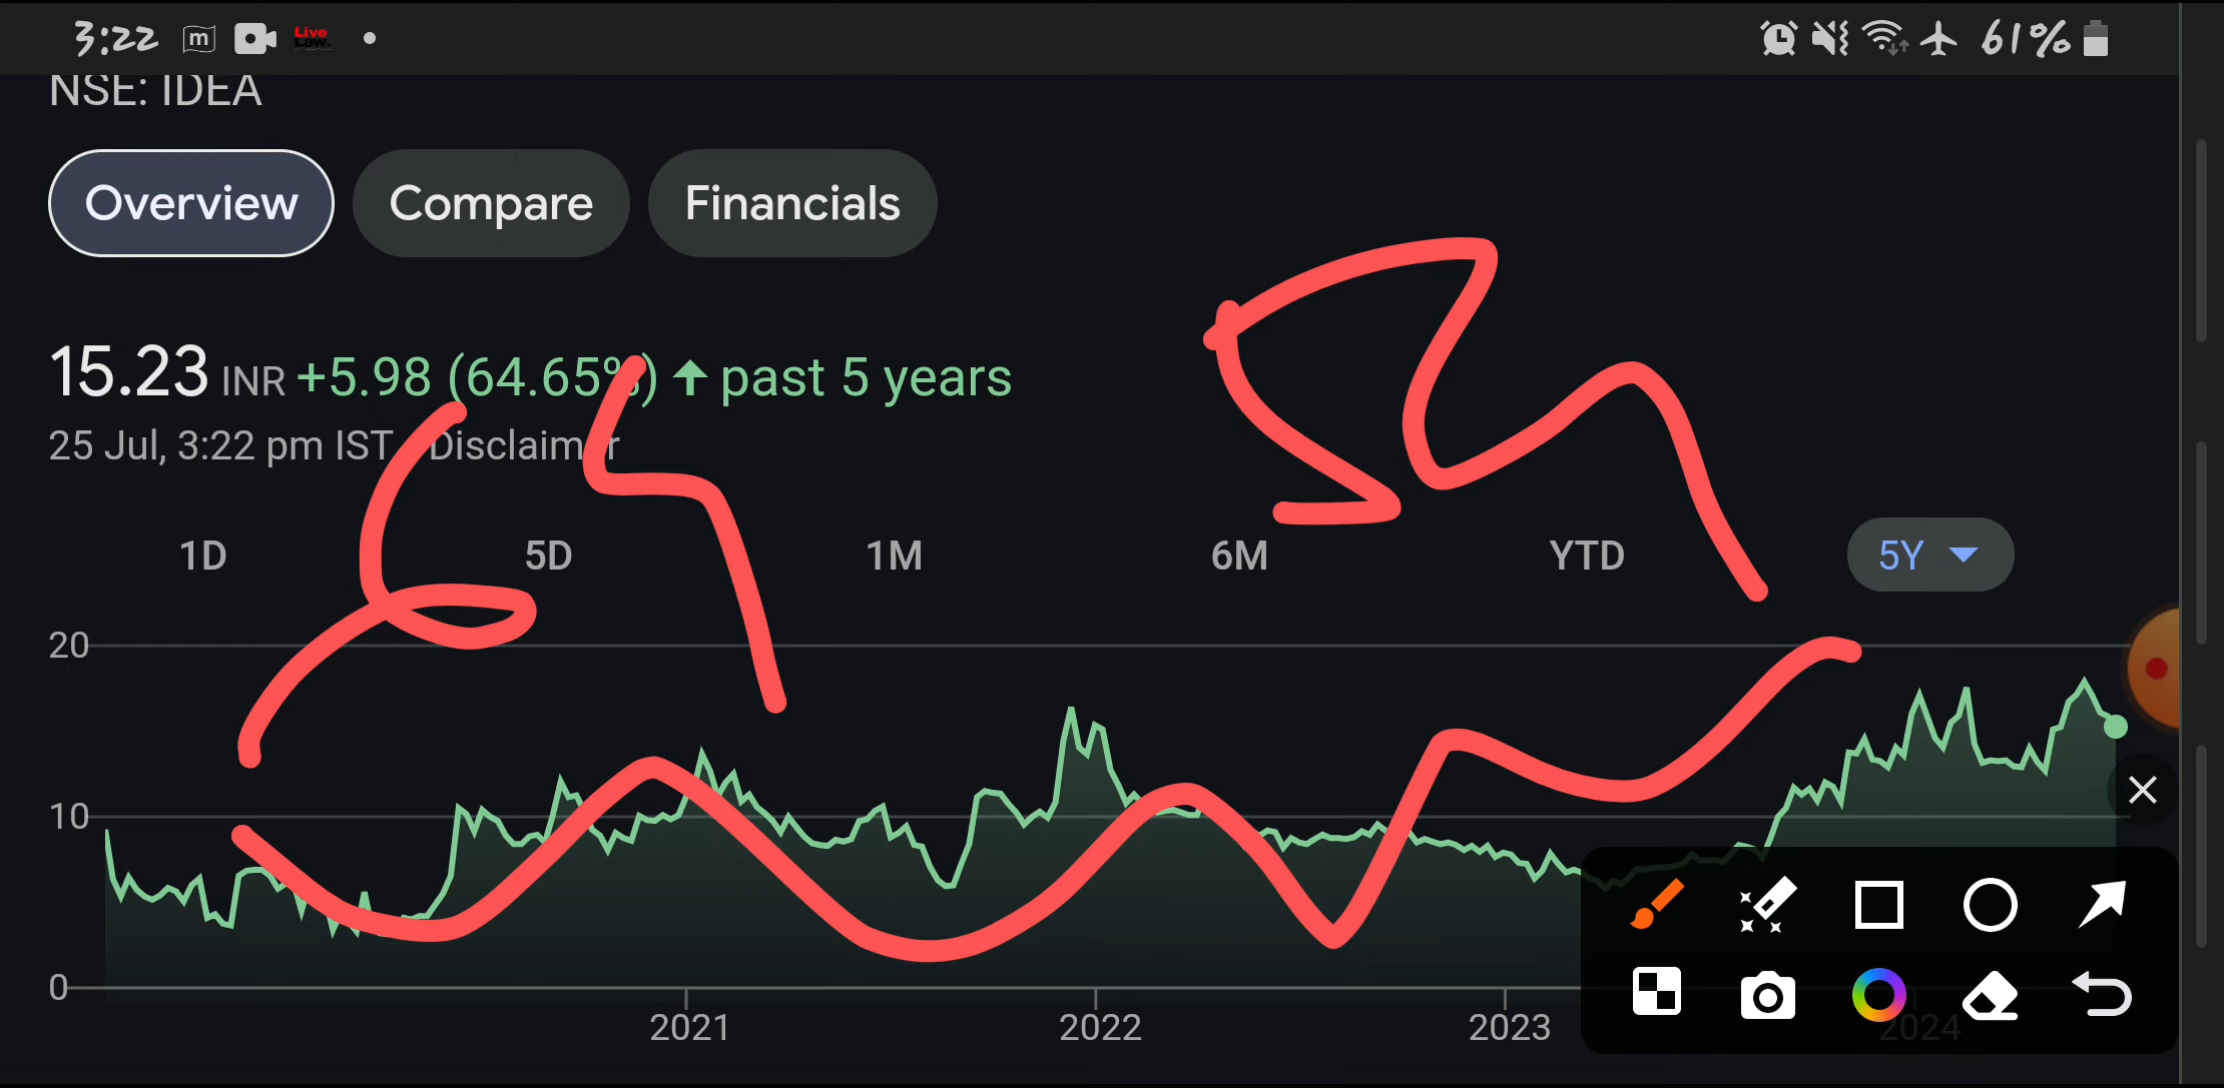 3:22 m Live Law. 61%
NSE: IDEA
Overview Compare Financials
15.23 INR +5.98 (64.65%) ↑ past 5 years
25 Jul, 3:22 pm IST Disclaimer
1D 5D 1M 6M YTD 5Y
20
10
0
2021 2022 2023 2024